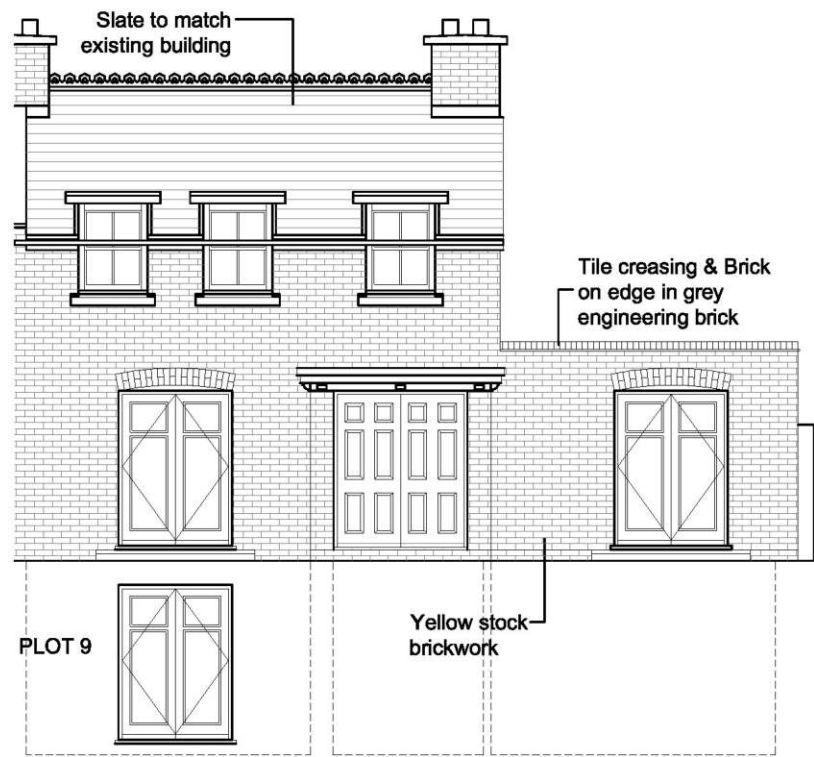 Slate to match
existing building
Tile creasing & Brick
on edge in grey
engineering brick
Yellow stock
brickwork
PLOT 9